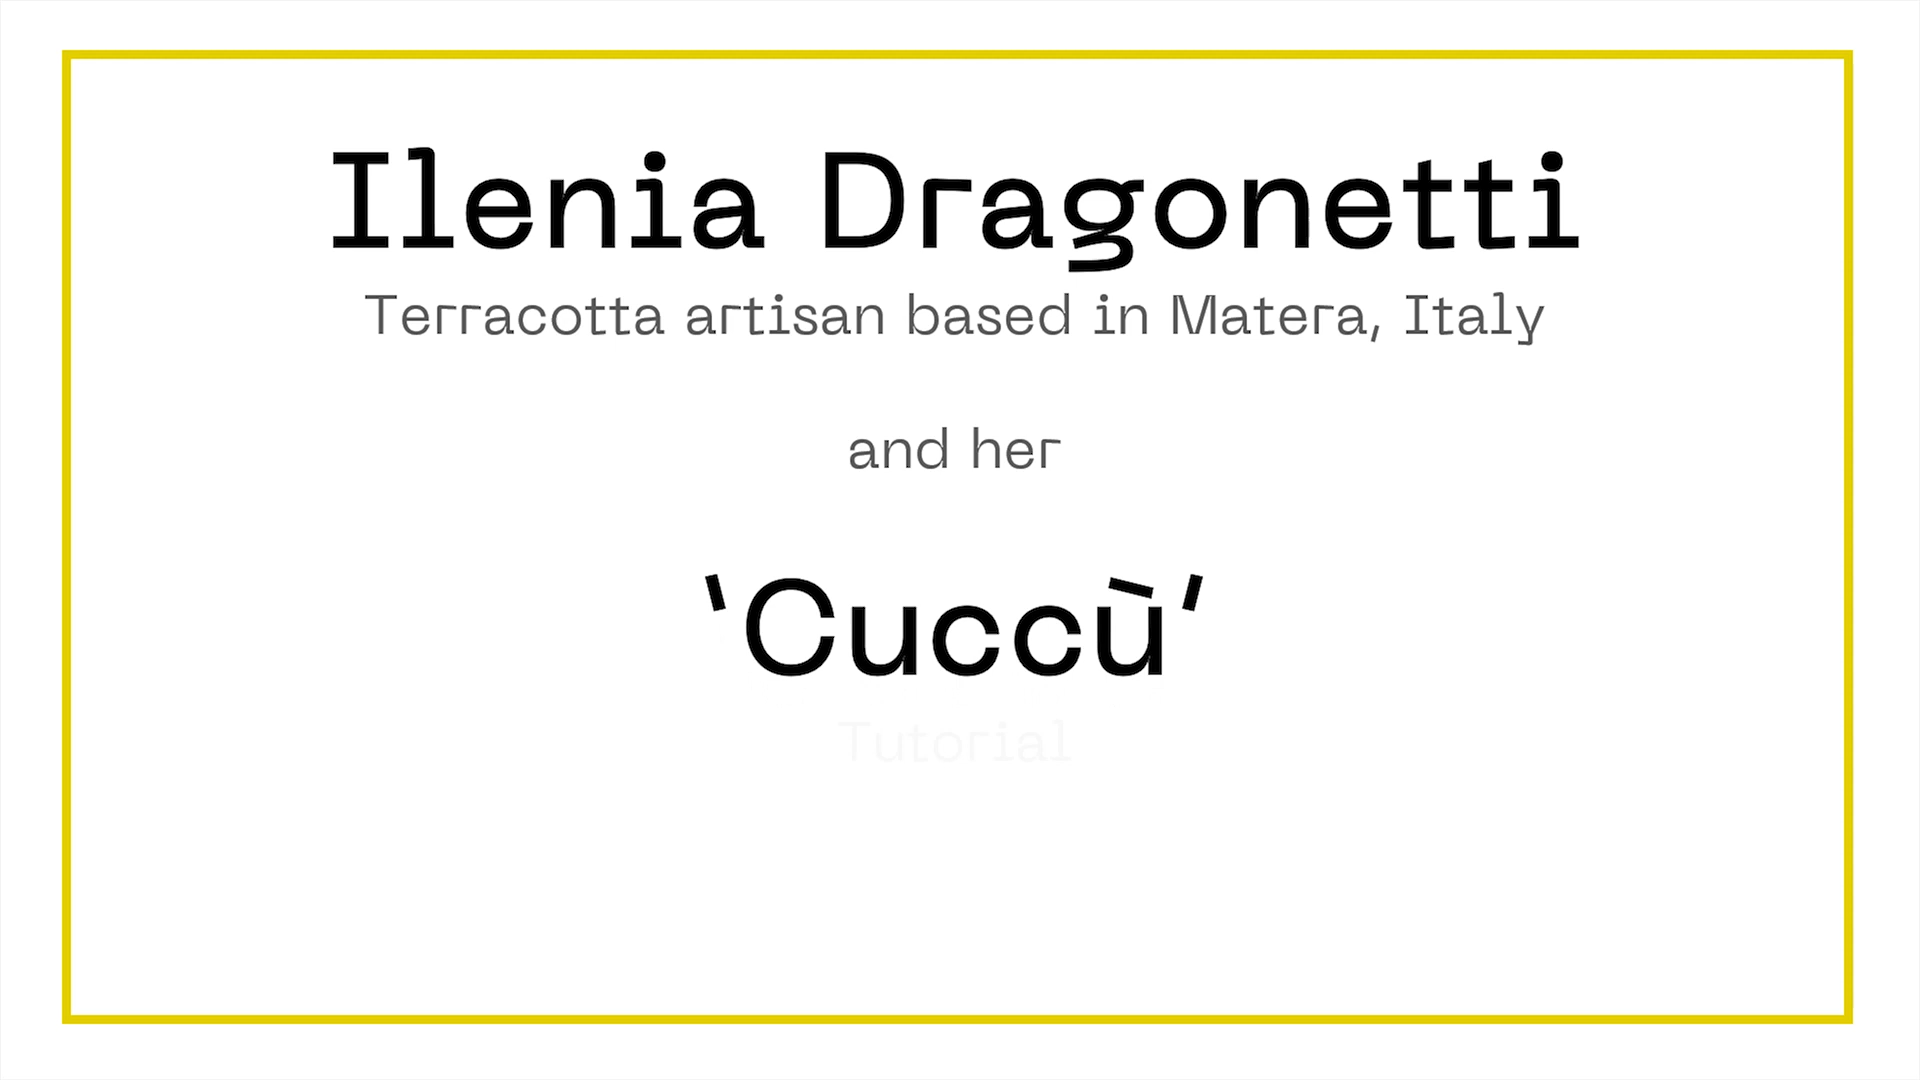 Ilenia Dragonetti
Terracotta artisan based in Matera, Italy
and her
‘Cuccù’
Tutorial